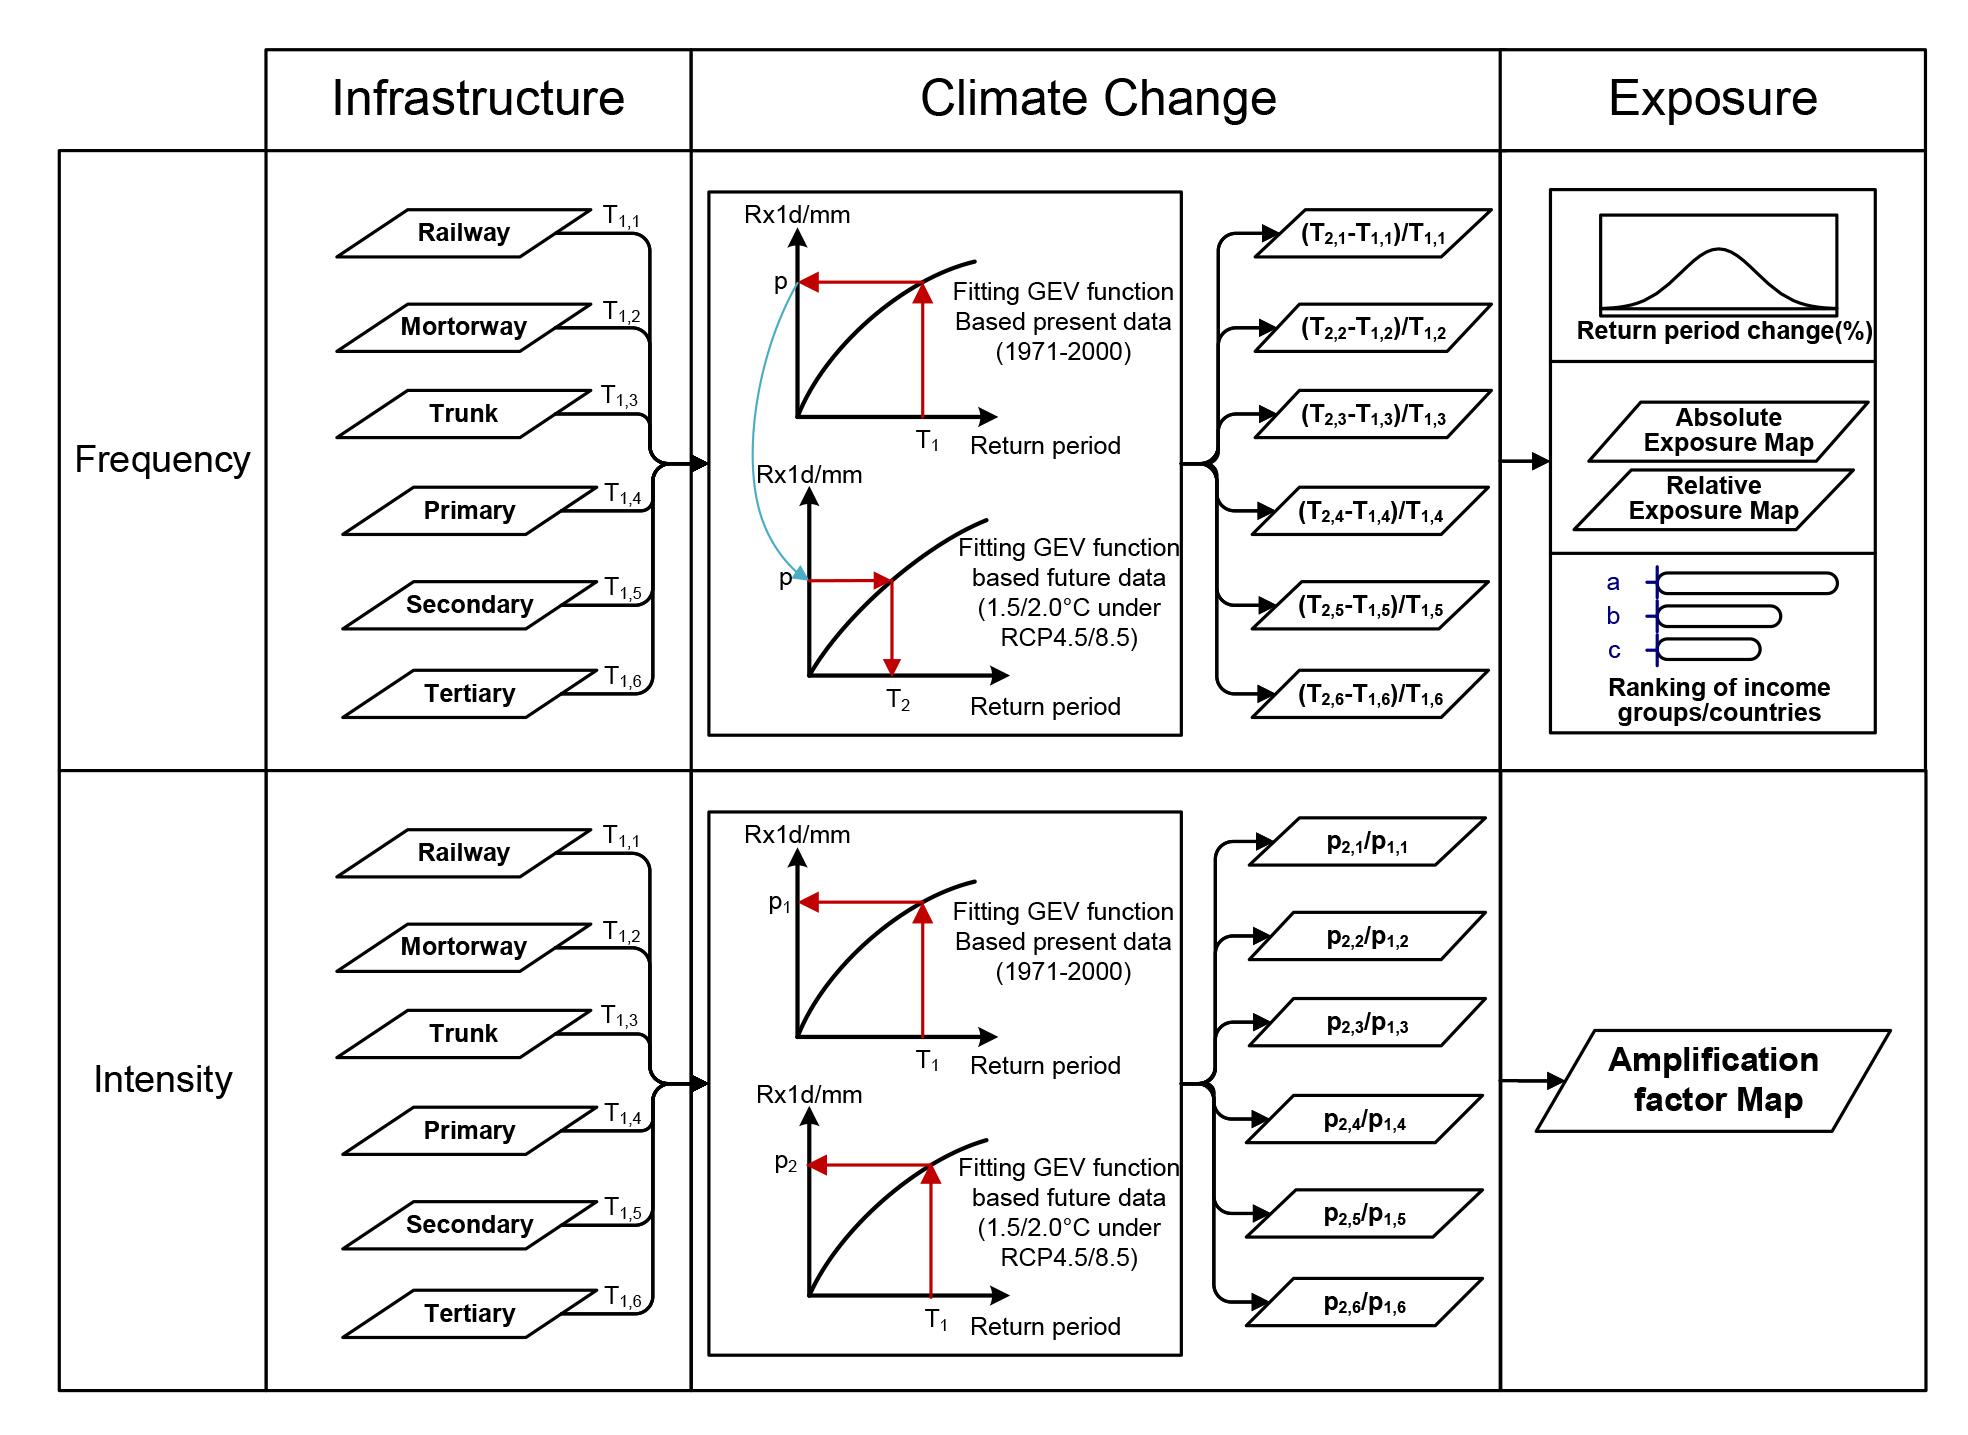 Infrastructure
Climate Change
Exposure
Frequency
Railway
T1,1
Mortorway
T1,2
Trunk
T1,3
Primary
T1,4
Secondary
T1,5
Tertiary
T1,6
Rx1d/mm
p
Fitting GEV function
Based present data
(1971-2000)
T1
Return period
Rx1d/mm
p
Fitting GEV function
based future data
(1.5/2.0°C under
RCP4.5/8.5)
T2
Return period
(T2,1-T1,1)/T1,1
(T2,2-T1,2)/T1,2
(T2,3-T1,3)/T1,3
(T2,4-T1,4)/T1,4
(T2,5-T1,5)/T1,5
(T2,6-T1,6)/T1,6
Return period change(%)
Absolute
Exposure Map
Relative
Exposure Map
a
b
c
Ranking of income
groups/countries
Intensity
Railway
T1,1
Mortorway
T1,2
Trunk
T1,3
Primary
T1,4
Secondary
T1,5
Tertiary
T1,6
Rx1d/mm
p1
Fitting GEV function
Based present data
(1971-2000)
T1
Return period
Rx1d/mm
p2
Fitting GEV function
based future data
(1.5/2.0°C under
RCP4.5/8.5)
T1
Return period
p2,1/p1,1
p2,2/p1,2
p2,3/p1,3
p2,4/p1,4
p2,5/p1,5
p2,6/p1,6
Amplification
factor Map